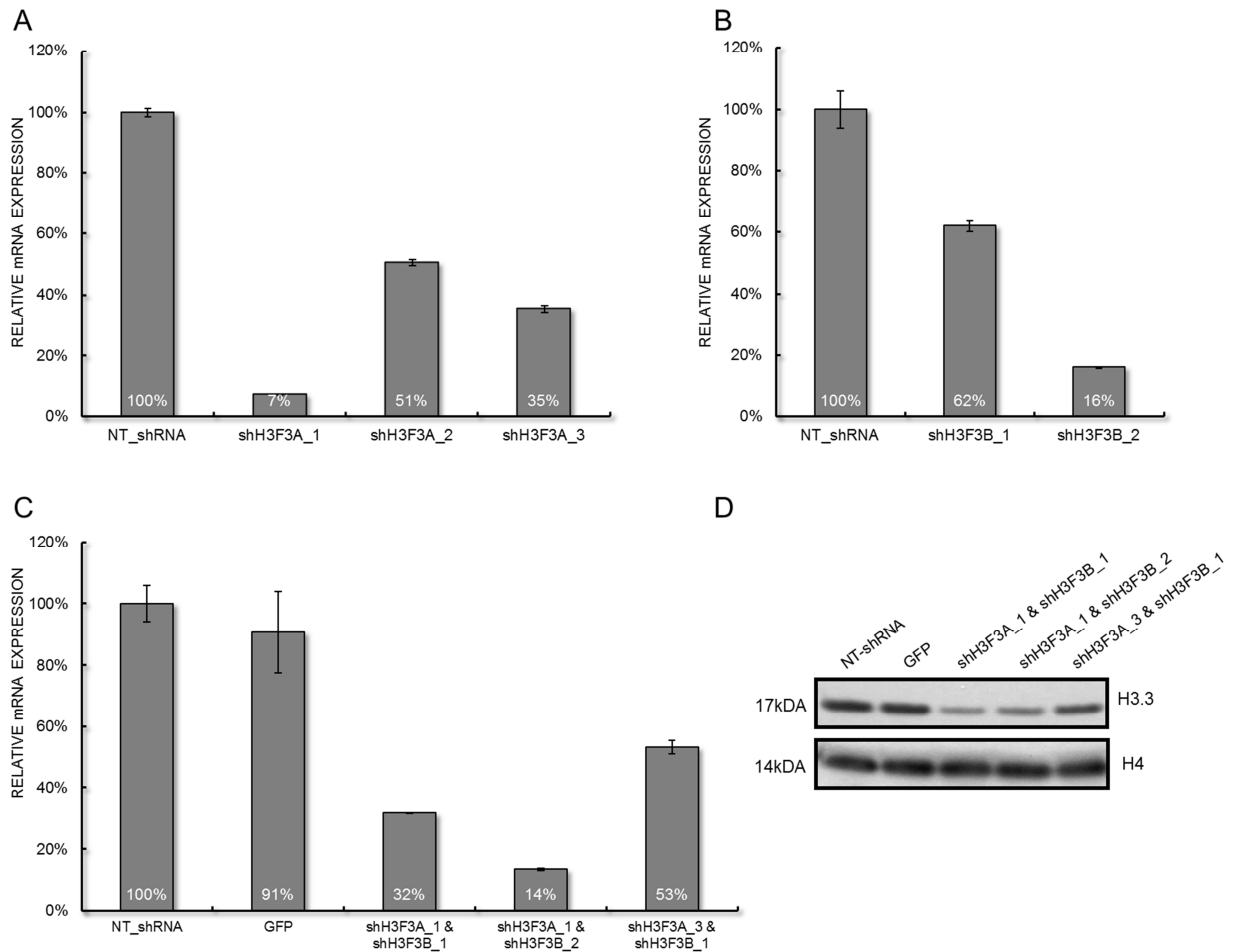 A
120%
100%
80%
60%
40%
20%
0%
RELATIVE mRNA EXPRESSION
100%
7%
51%
35%
NT_shRNA
shH3F3A_1
shH3F3A_2
shH3F3A_3
B
120%
100%
80%
60%
40%
20%
0%
RELATIVE mRNA EXPRESSION
100%
62%
16%
NT_shRNA
shH3F3B_1
shH3F3B_2
C
120%
100%
80%
60%
40%
20%
0%
RELATIVE mRNA EXPRESSION
100%
91%
32%
14%
53%
NT_shRNA
GFP
shH3F3A_1 &
shH3F3B_1
shH3F3A_1 &
shH3F3B_2
shH3F3A_3 &
shH3F3B_1
D
NT-shRNA
GFP
shH3F3A_1 & shH3F3B_1
shH3F3A_1 & shH3F3B_2
shH3F3A_3 & shH3F3B_1
17kDA
H3.3
14kDA
H4